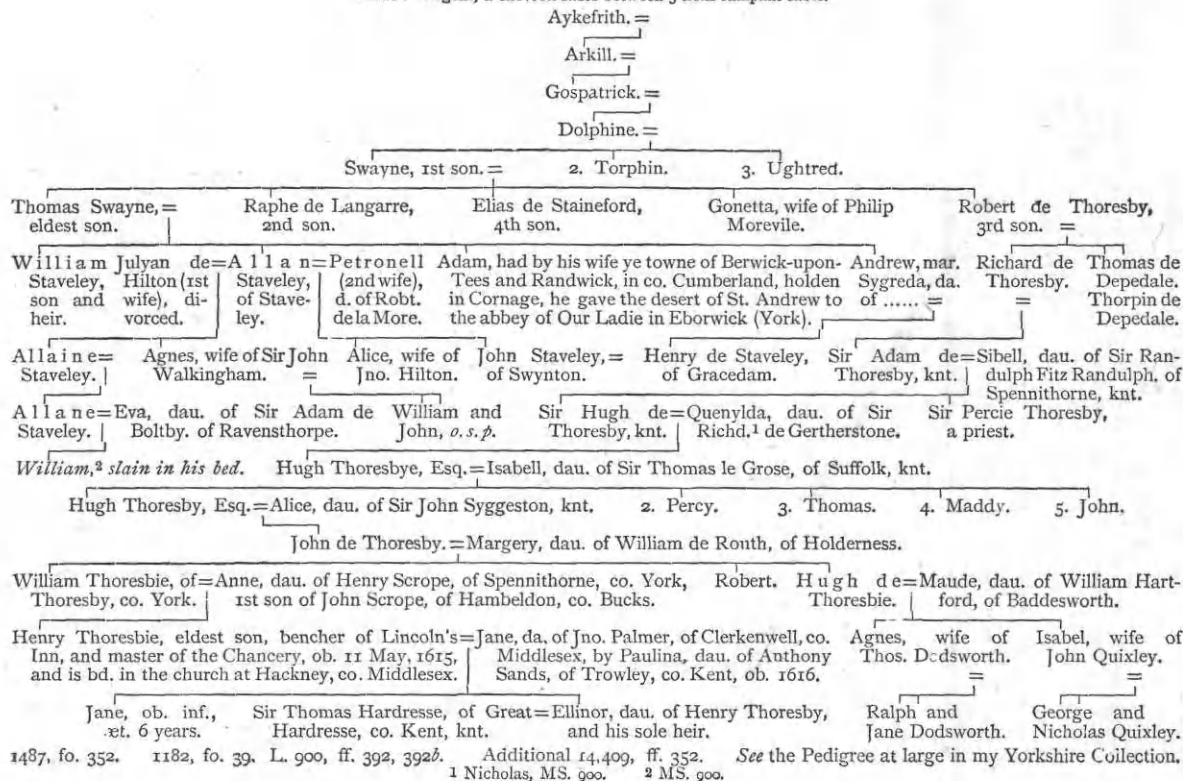 Aykefrith. =
Arkill. =
Gospatrick. =
Dolphine. =
Swayne, 1st son. = 2. Torphin. 3. Ughtred.
Thomas Swayne, = Raphe de Langarre, Elias de Staineford, Gonetta, wife of Philip Robert de Thoresby,
eldest son. 2nd son. 4th son. Morevile. 3rd son. =
William Julyan de=Allan=Petronell Adam, had by his wife ye towne of Berwick-upon- Andrew, mar. Richard de Thomas de
Staveley, Hilton (1st Staveley, (2nd wife), Tees and Randwick, in co. Cumberland, holden Sygreda, da. Thoresby. Depedale.
son and wife), di- of Stave- d. of Robt. in Cornage, he gave the desert of St. Andrew to of ...... = = Thorpin de
heir. vorced. ley. de la More. the abbey of Our Ladie in Eborwick (York). Depedale.
Allaine= Agnes, wife of Sir John Alice, wife of John Staveley, = Henry de Staveley, Sir Adam de=Sibell, dau. of Sir Ran-
Staveley. Walkingham. = Jno. Hilton. of Swynton. of Gracedam. Thoresby, knt. dulph Fitz Randulph, of
Spennithorne, knt.
Allane=Eva, dau. of Sir Adam de William and Sir Hugh de=Quenylda, dau. of Sir Sir Percie Thoresby,
Staveley. Boltby, of Ravensthorpe. John, o.s.p. Thoresby, knt. Richd.¹ de Gertherstone. a priest.
William,² slain in his bed. Hugh Thoresbye, Esq.=Isabell, dau. of Sir Thomas le Grose, of Suffolk, knt.
Hugh Thoresby, Esq.=Alice, dau. of Sir John Syggeston, knt. 2. Percy. 3. Thomas. 4. Maddy. 5. John.
John de Thoresby.=Margery, dau. of William de Routh, of Holderness.
William Thoresbie, of=Anne, dau. of Henry Scrope, of Spennithorne, co. York, Robert. Hugh de=Maude, dau. of William Hart-
Thoresby, co. York. 1st son of John Scrope, of Hambeldon, co. Bucks. Thoresbie. ford, of Baddesworth.
Henry Thoresbie, eldest son, bencher of Lincoln's=Jane, da. of Jno. Palmer, of Clerkenwell, co. Agnes, wife of Isabel, wife of
Inn, and master of the Chancery, ob. 11 May, 1615, Middlesex, by Paulina, dau. of Anthony Thos. Dodsworth. John Quixley.
and is bd. in the church at Hackney, co. Middlesex. Sands, of Trowley, co. Kent, ob. 1616. = =
Jane, ob. inf., Sir Thomas Hardresse, of Great=Ellinor, dau. of Henry Thoresby, Ralph and George and
æt. 6 years. Hardresse, co. Kent, knt. and his sole heir. Jane Dodsworth. Nicholas Quixley.
1487, fo. 352. 1182, fo. 39. L. 900, ff. 392, 392b. Additional 14,409, ff. 352. See the Pedigree at large in my Yorkshire Collection.
¹ Nicholas, MS. 900. ² MS. 900.